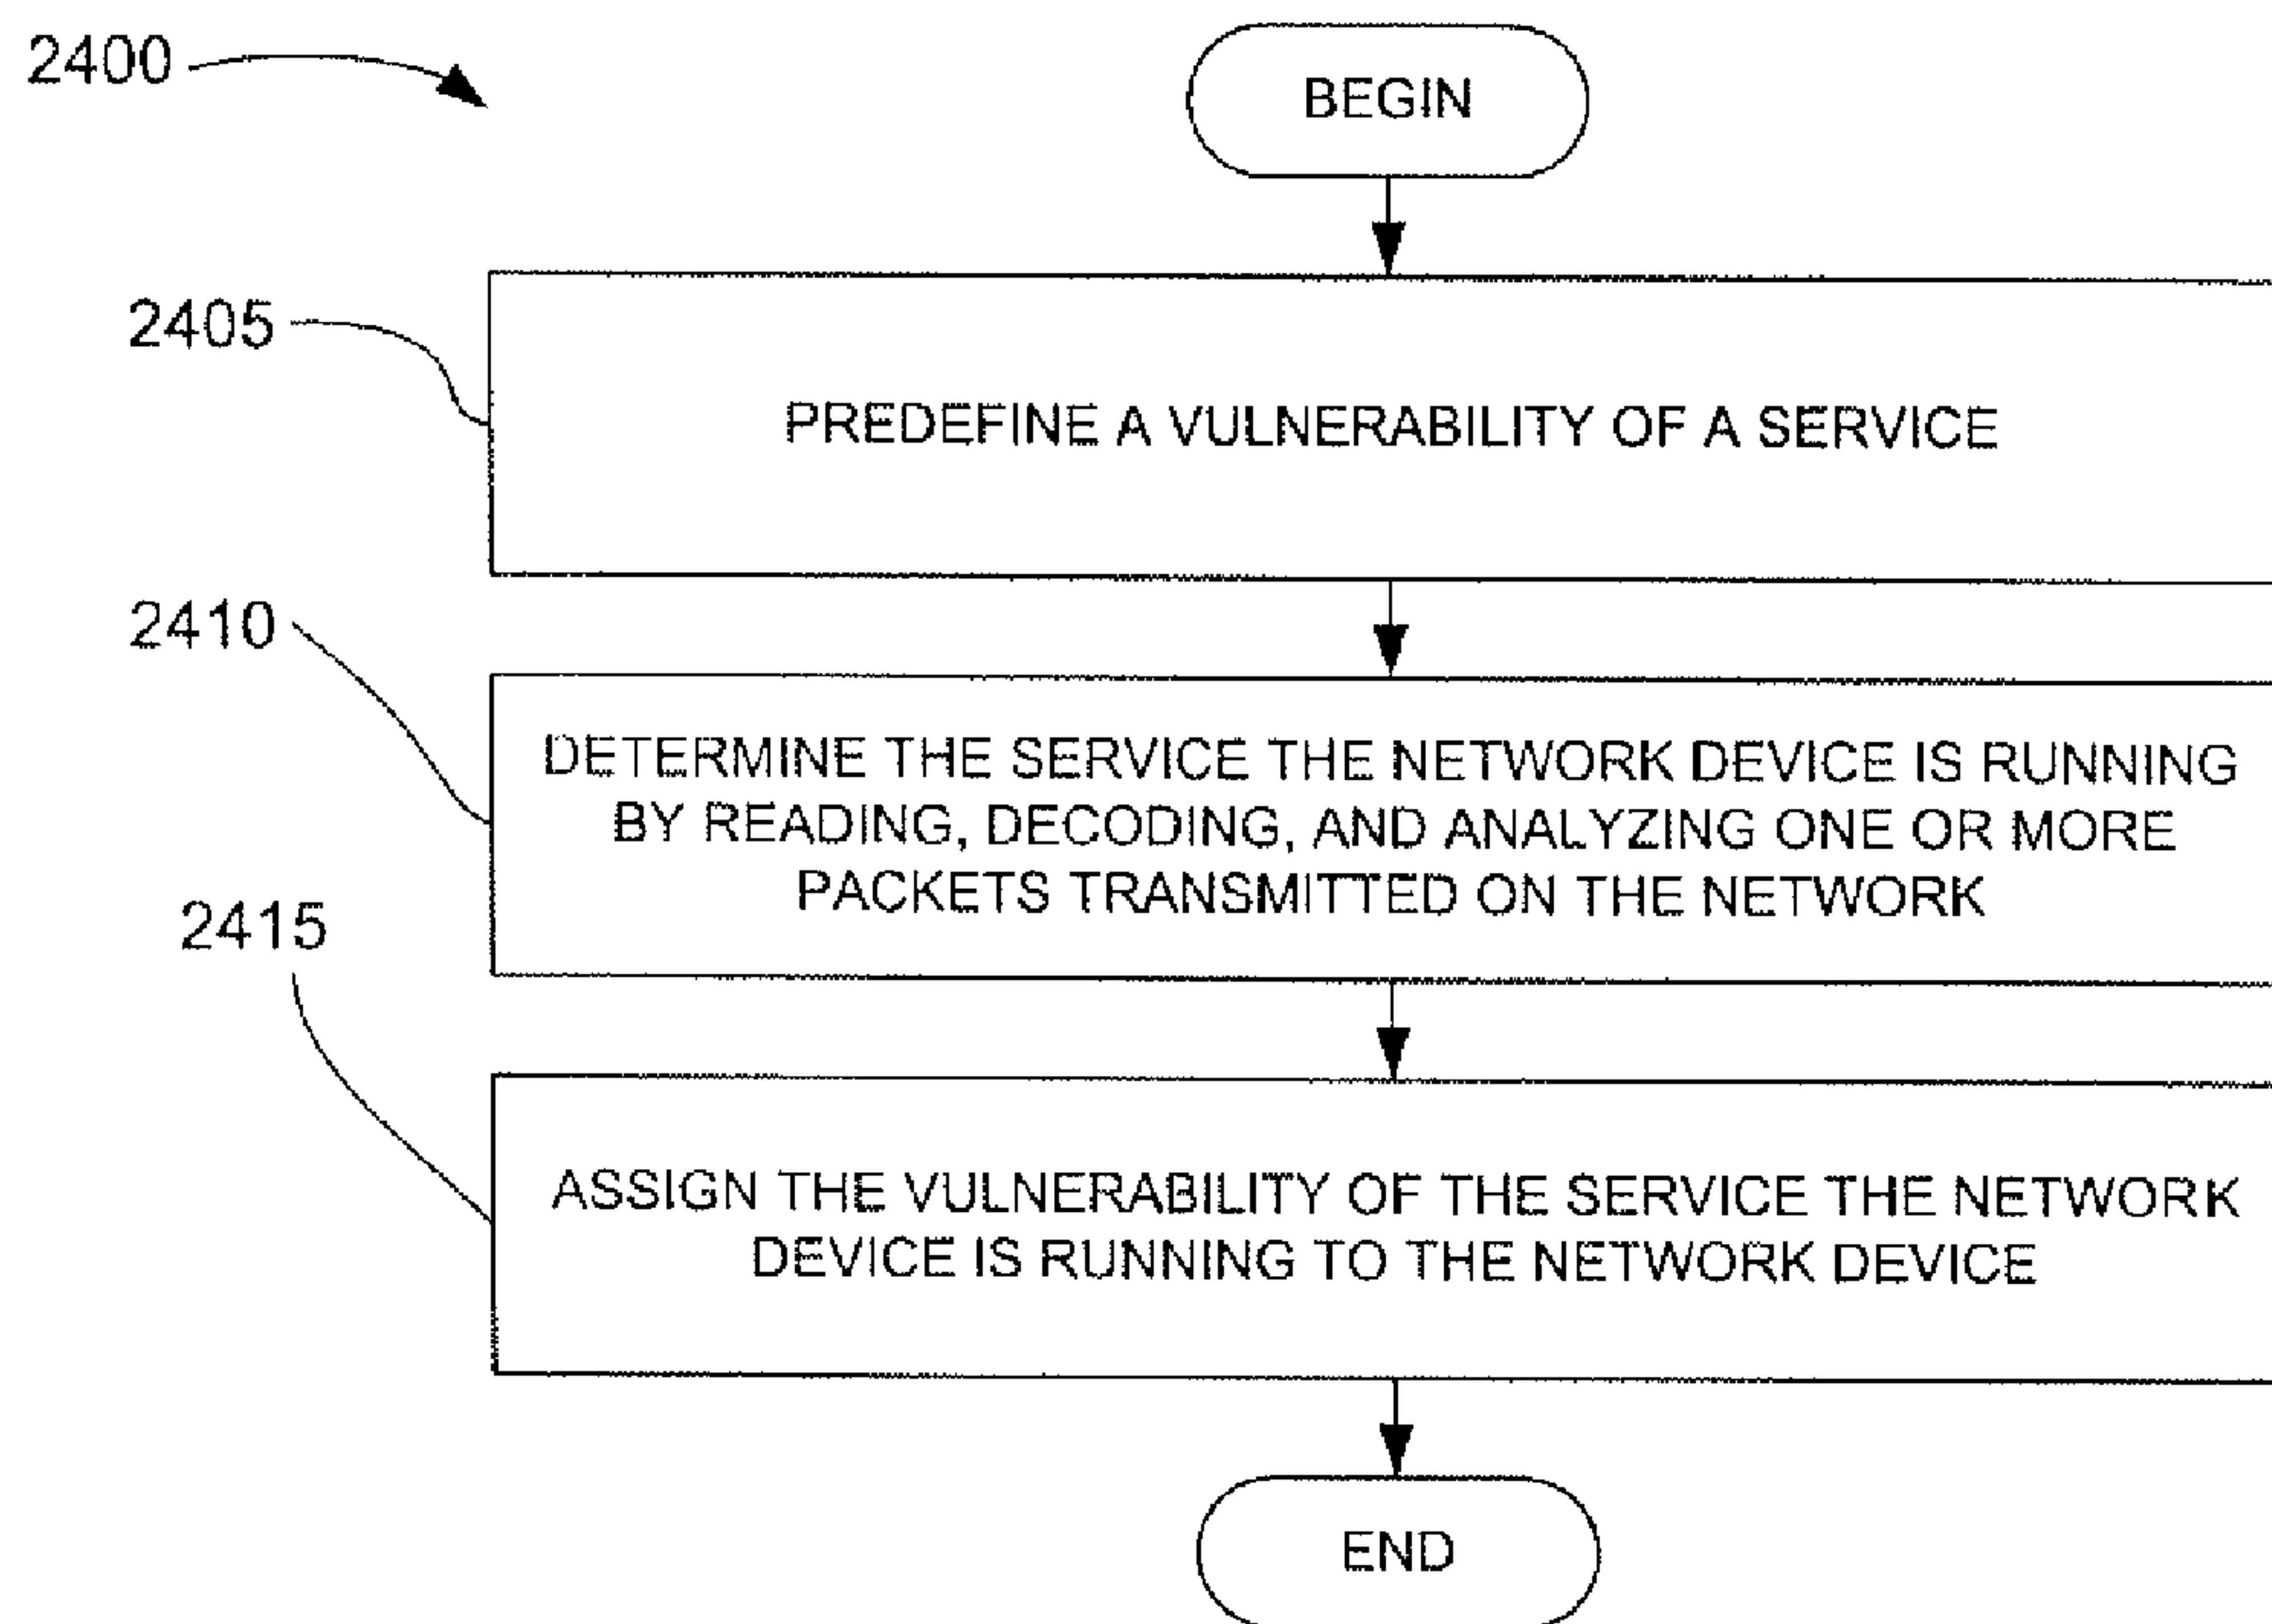 2400
BEGIN
2405
PREDEFINE A VULNERABILITY OF A SERVICE
2410
DETERMINE THE SERVICE THE NETWORK DEVICE IS RUNNING
BY READING, DECODING, AND ANALYZING ONE OR MORE
PACKETS TRANSMITTED ON THE NETWORK
2415
ASSIGN THE VULNERABILITY OF THE SERVICE THE NETWORK
DEVICE IS RUNNING TO THE NETWORK DEVICE
END